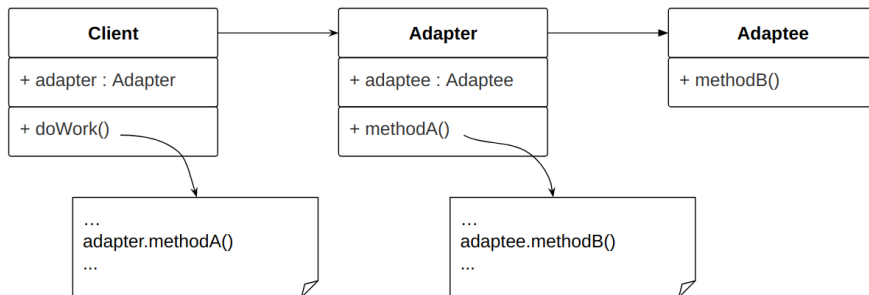 Client
+ adapter : Adapter
+ doWork()
Adapter
+ adaptee : Adaptee
+ methodA()
Adaptee
+ methodB()
…
adapter.methodA()
...
…
adaptee.methodB()
...